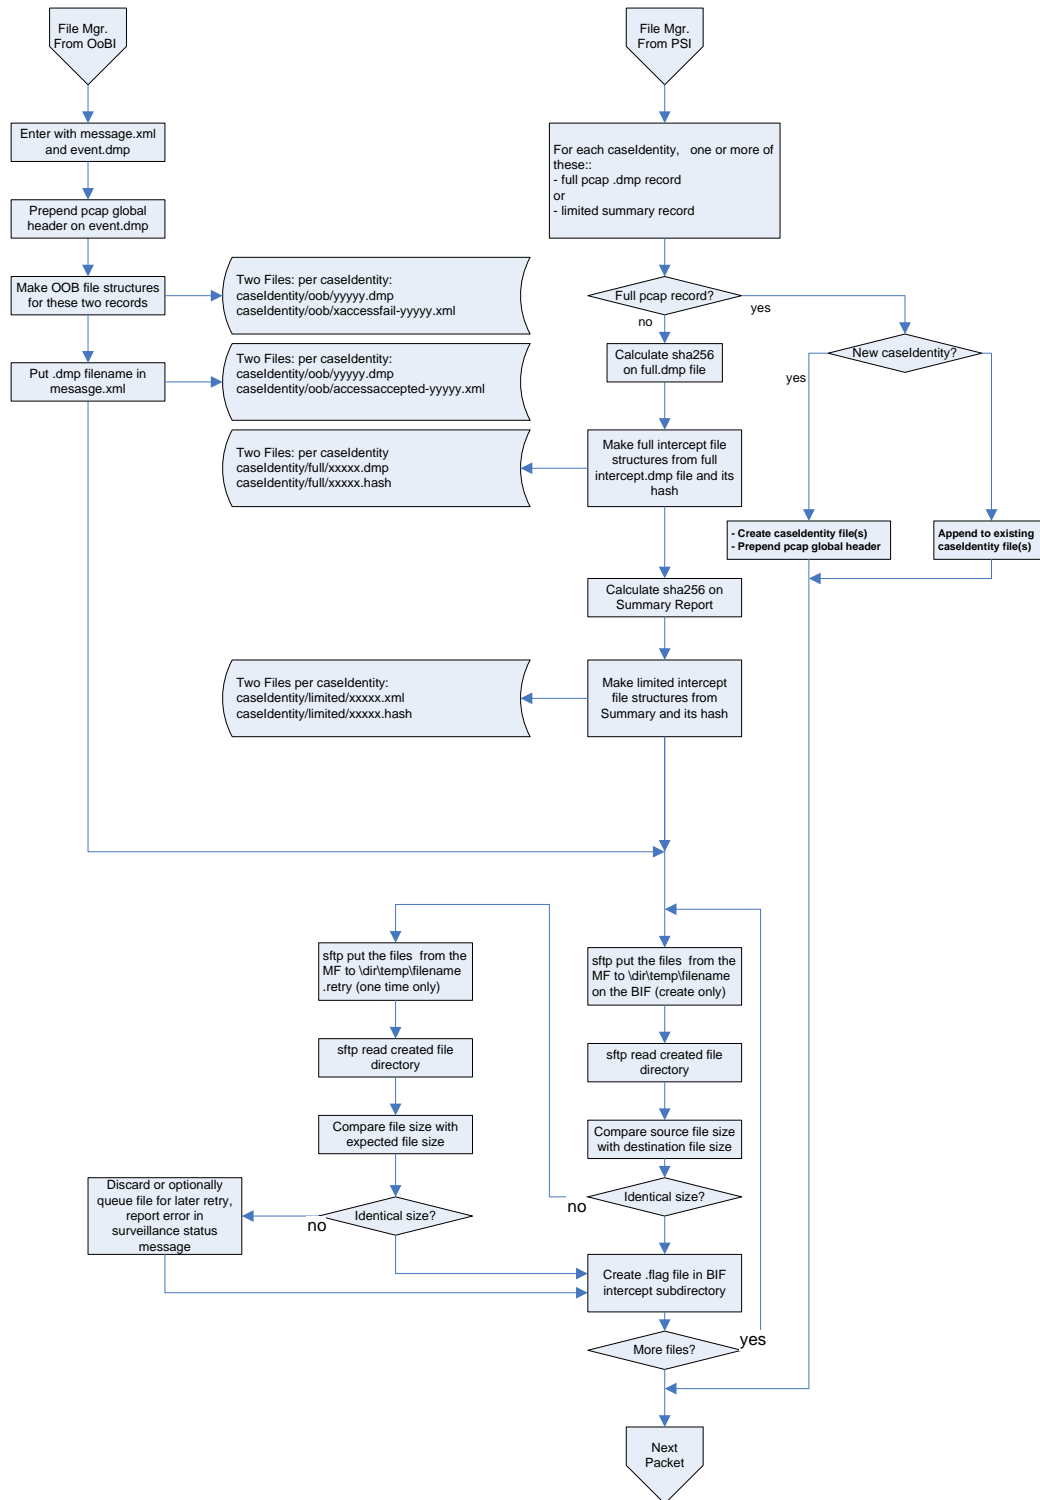 File Mgr.
From OoBI
File Mgr.
From PSI
Enter with message.xml
and event.dmp
For each caseIdentity,   one or more of
these::
- full pcap .dmp record
or
- limited summary record
Prepend pcap global
header on event.dmp
Make OOB file structures
for these two records
Two Files: per caseIdentity:
caseIdentity/oob/yyyyy.dmp
caseIdentity/oob/xaccessfail-yyyyy.xml
Full pcap record?
yes
no
New caseIdentity?
yes
Put .dmp filename in
mesasge.xml
Two Files: per caseIdentity:
caseIdentity/oob/yyyyy.dmp
caseIdentity/oob/accessaccepted-yyyyy.xml
Calculate sha256
on full.dmp file
Two Files: per caseIdentity
caseIdentity/full/xxxxx.dmp
caseIdentity/full/xxxxx.hash
Make full intercept file
structures from full
intercept.dmp file and its
hash
- Create caseIdentity file(s)
- Prepend pcap global header
Append to existing
caseIdentity file(s)
Calculate sha256 on
Summary Report
Two Files per caseIdentity:
caseIdentity/limited/xxxxx.xml
caseIdentity/limited/xxxxx.hash
Make limited intercept
file structures from
Summary and its hash
sftp put the files  from the
MF to \dir\temp\filename
.retry (one time only)
sftp put the files  from the
MF to \dir\temp\filename
on the BIF (create only)
sftp read created file
directory
sftp read created file
directory
Compare file size with
expected file size
Compare source file size
with destination file size
Discard or optionally
queue file for later retry,
report error in
surveillance status
message
no
Identical size?
no
Identical size?
Create .flag file in BIF
intercept subdirectory
More files?
yes
Next
Packet